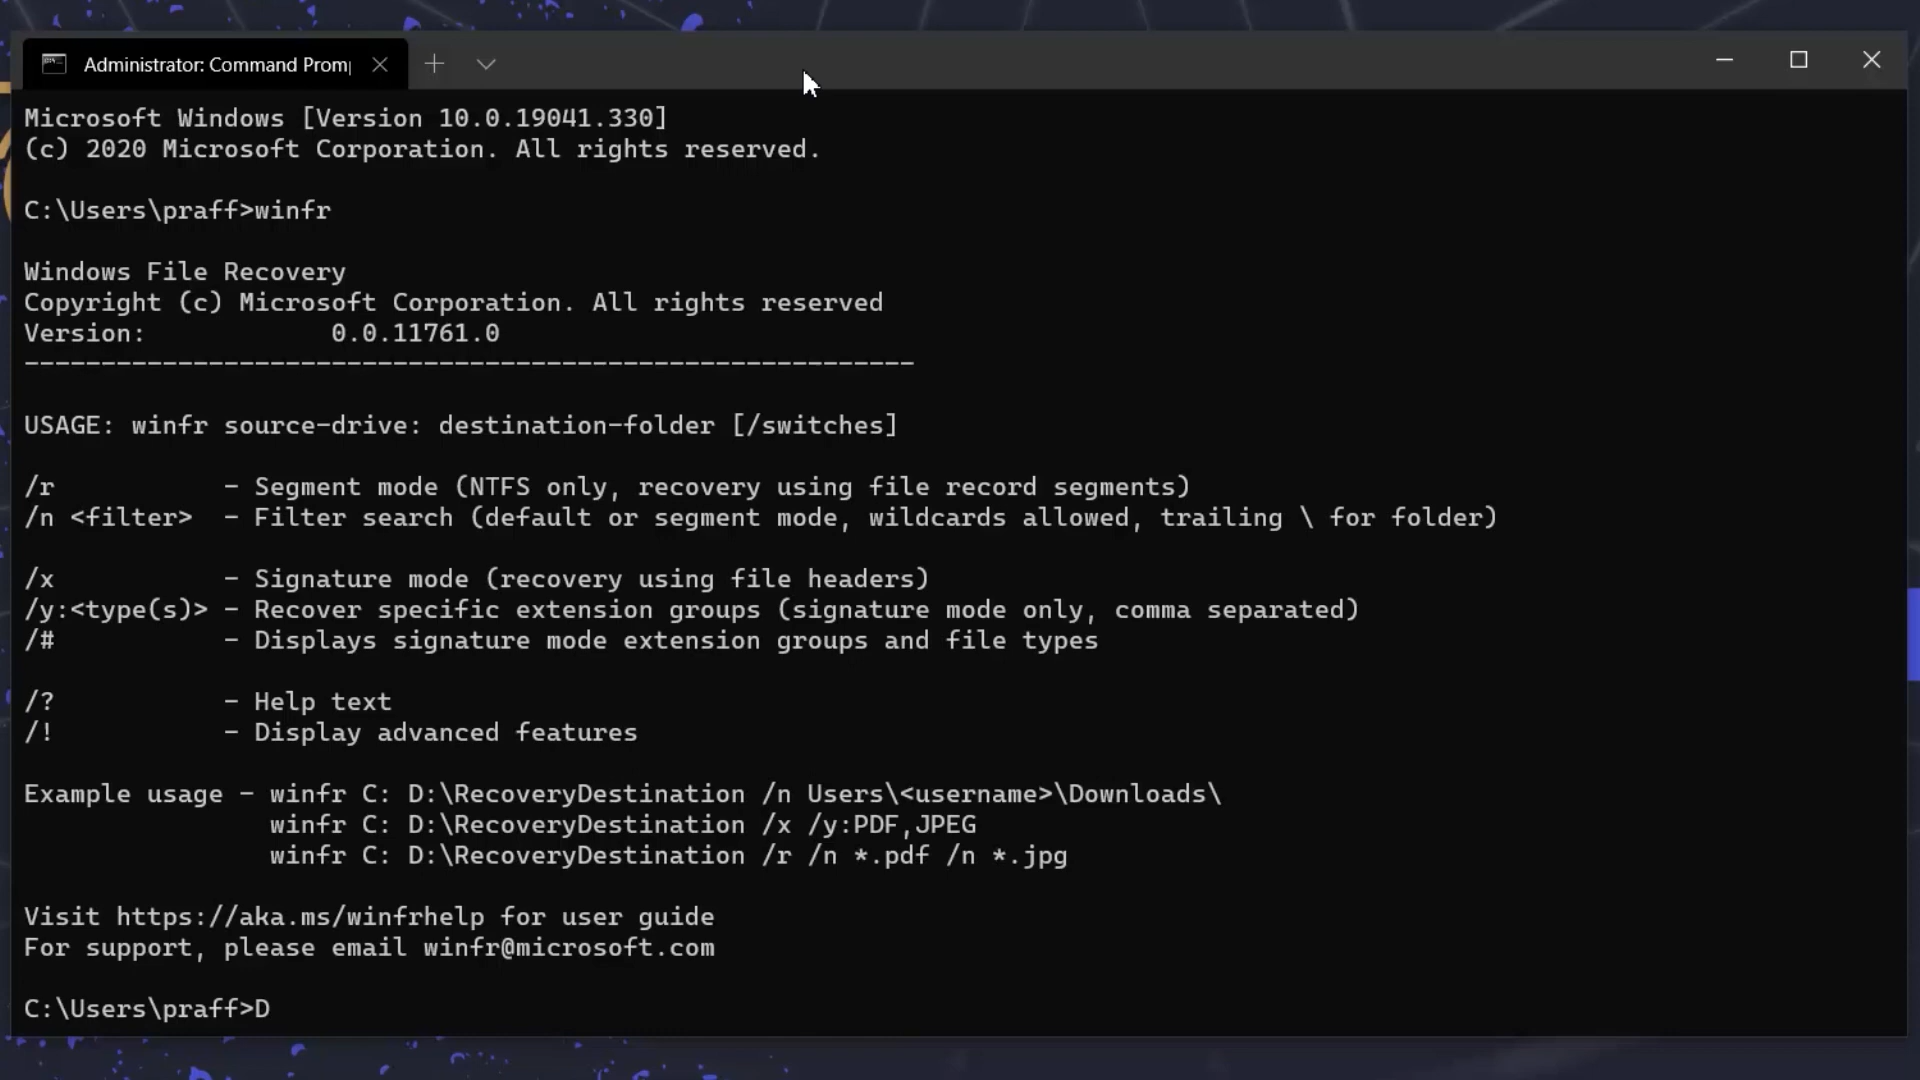 Administrator: Command Prom
Microsoft Windows [Version 10.0.19041.330]
(c) 2020 Microsoft Corporation. All rights reserved.
C:\Users\praff>winfr
Windows File Recovery
Copyright (c) Microsoft Corporation. All rights reserved
Version:            0.0.11761.0
----------------------------------------------------------
USAGE: winfr source-drive: destination-folder [/switches]
/r           - Segment mode (NTFS only, recovery using file record segments)
/n <filter>  - Filter search (default or segment mode, wildcards allowed, trailing \ for folder)
/x           - Signature mode (recovery using file headers)
/y:<type(s)> - Recover specific extension groups (signature mode only, comma separated)
/#           - Displays signature mode extension groups and file types
/?           - Help text
/!           - Display advanced features
Example usage - winfr C: D:\RecoveryDestination /n Users\<username>\Downloads\
                winfr C: D:\RecoveryDestination /x /y:PDF,JPEG
                winfr C: D:\RecoveryDestination /r /n *.pdf /n *.jpg
Visit https://aka.ms/winfrhelp for user guide
For support, please email winfr@microsoft.com
C:\Users\praff>D